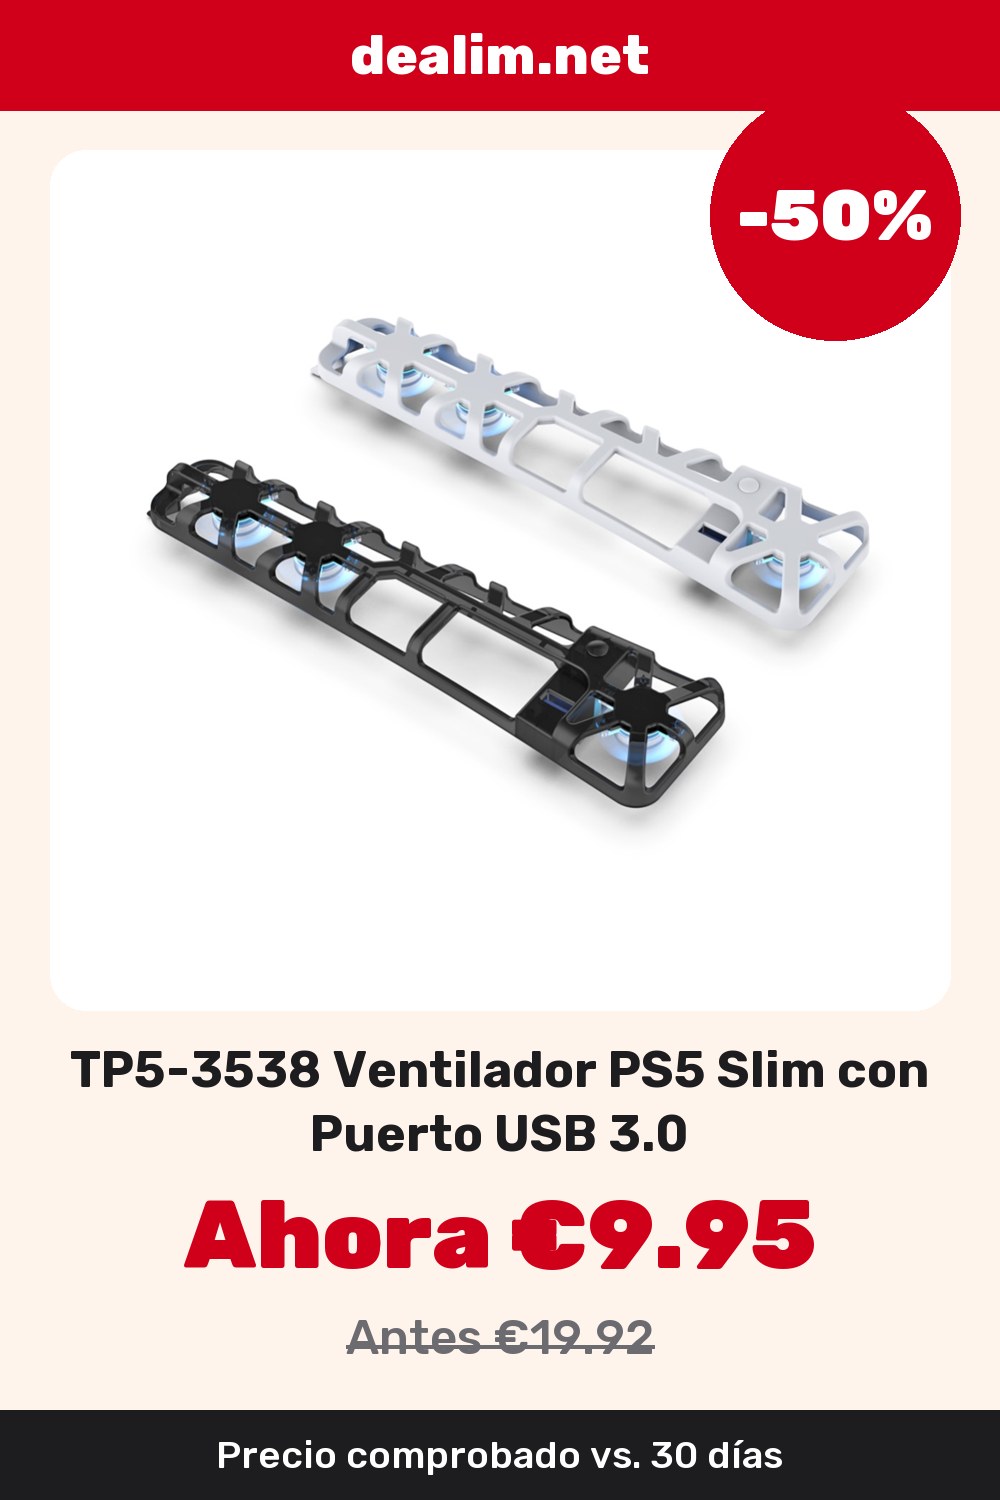 dealim.net
-50%
TP5-3538 Ventilador PS5 Slim con
Puerto USB 3.0
Ahora €9.95
Antes €19.92
Precio comprobado vs. 30 días